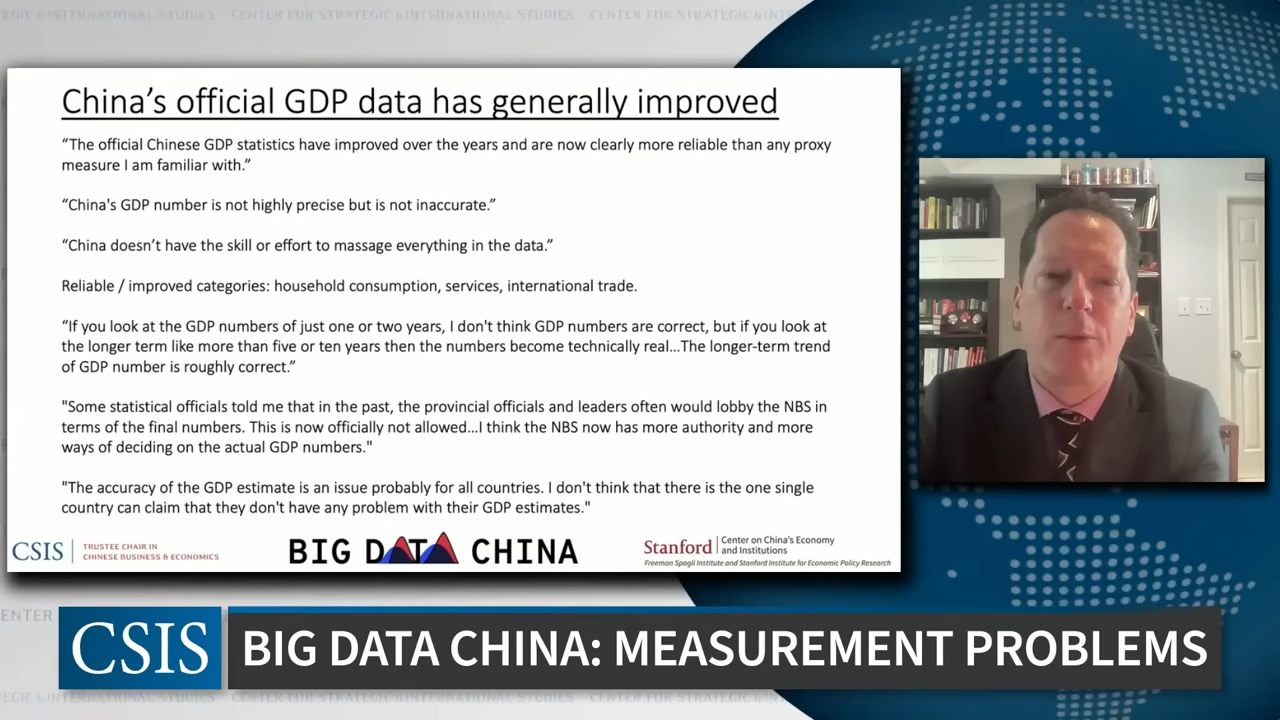 CENTER FOR STRATEGIC & INTERNATIONAL STUDIES
China's official GDP data has generally improved
“The official Chinese GDP statistics have improved over the years and are now clearly more reliable than any proxy
measure I am familiar with.”
“China's GDP number is not highly precise but is not inaccurate.”
“China doesn’t have the skill or effort to massage everything in the data.”
Reliable / improved categories: household consumption, services, international trade.
“If you look at the GDP numbers of just one or two years, I don't think GDP numbers are correct, but if you look at
the longer term like more than five or ten years then the numbers become technically real...The longer-term trend
of GDP number is roughly correct.”
"Some statistical officials told me that in the past, the provincial officials and leaders often would lobby the NBS in
terms of the final numbers. This is now officially not allowed...I think the NBS now has more authority and more
ways of deciding on the actual GDP numbers."
"The accuracy of the GDP estimate is an issue probably for all countries. I don't think that there is the one single
country can claim that they don't have any problem with their GDP estimates."
CSIS
TRUSTEE CHAIR IN
CHINESE BUSINESS & ECONOMICS
BIG DATA CHINA
Stanford
Center on China's Economy
and Institutions
Freeman Spogli Institute and Stanford Institute for Economic Policy Research
CENTER
CSIS
BIG DATA CHINA: MEASUREMENT PROBLEMS
CENTER FOR STRATEGIC & INTERNATIONAL STUDIES